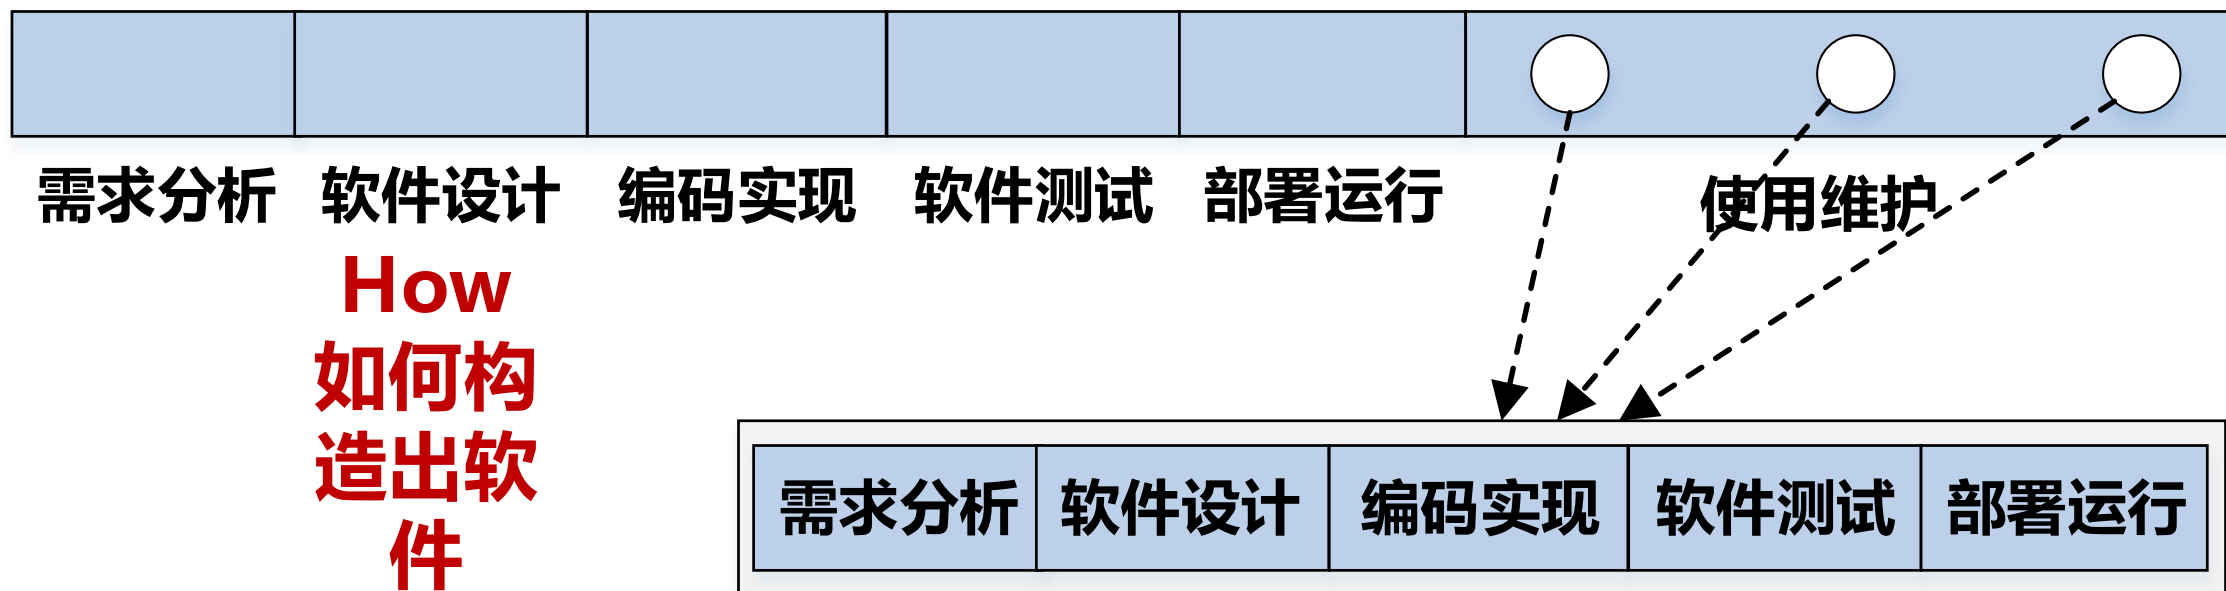 需求分析 软件设计 编码实现 软件测试 部署运行 使用维护
How
如何构
造出软
件
需求分析 软件设计 编码实现 软件测试 部署运行